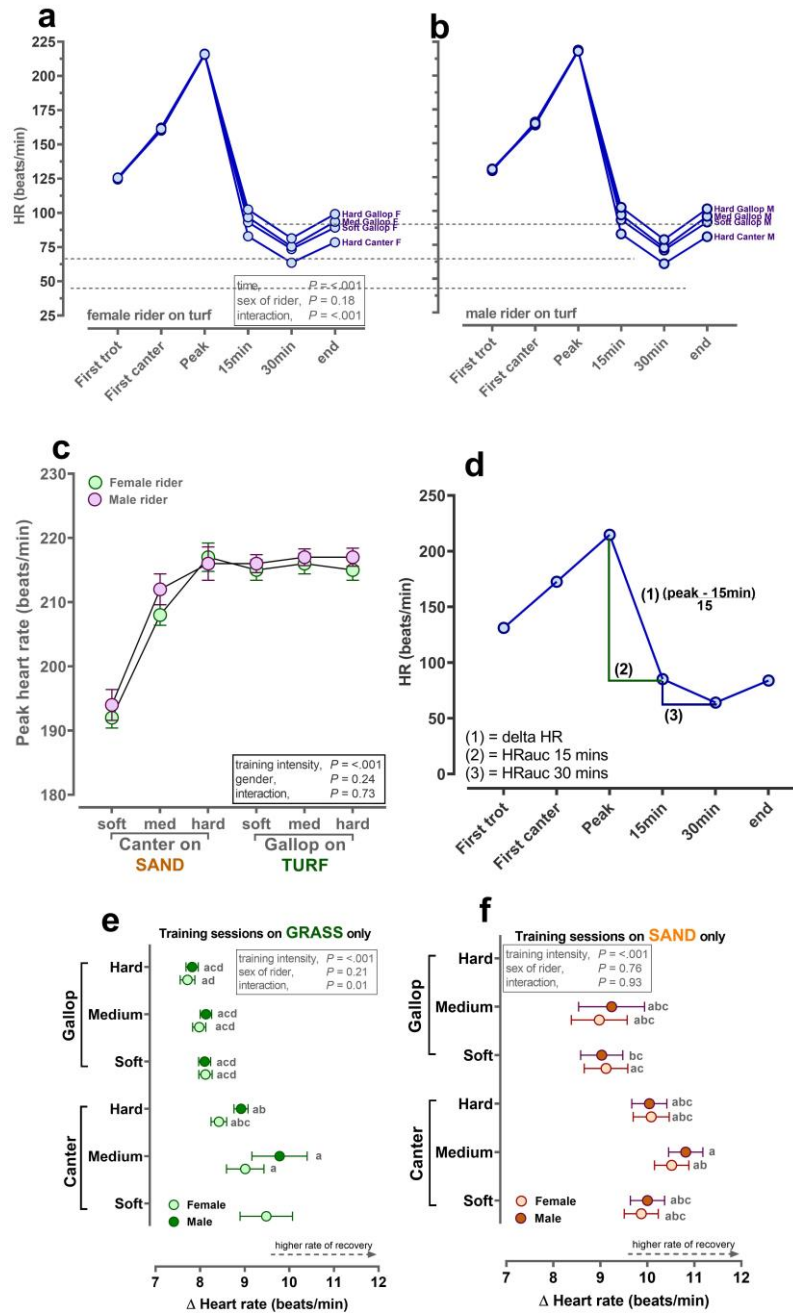 a
b
HR (beats/min)
225
200
175
150
125
100
75
50
25
Hard Gallop F
Med Gallop F
Soft Gallop F
Hard Canter F
Hard Gallop M
Med Gallop M
Soft Gallop M
Hard Canter M
time, P = <.001
sex of rider, P = 0.18
interaction, P = <.001
female rider on turf
male rider on turf
First trot
First canter
Peak
15min
30min
end
First trot
First canter
Peak
15min
30min
end
c
Female rider
Male rider
Peak heart rate (beats/min)
230
220
210
200
190
180
training intensity, P = <.001
gender, P = 0.24
interaction, P = 0.73
soft med hard soft med hard
Canter on Gallop on
SAND TURF
d
HR (beats/min)
250
200
150
100
50
0
(1) (peak - 15min)
15
(2)
(3)
(1) = delta HR
(2) = HRauc 15 mins
(3) = HRauc 30 mins
First trot
First canter
Peak
15min
30min
end
e
Training sessions on GRASS only
training intensity, P = <.001
sex of rider, P = 0.21
interaction, P = 0.01
Gallop
Hard
acd
ad
Medium
acd
acd
Soft
acd
acd
Canter
Hard
ab
abc
Medium
a
a
Soft
Female
Male
higher rate of recovery
7 8 9 10 11 12
Δ Heart rate (beats/min)
f
Training sessions on SAND only
training intensity, P = <.001
sex of rider, P = 0.76
interaction, P = 0.93
Gallop
Hard
Medium
abc
abc
Soft
bc
ac
Canter
Hard
abc
abc
Medium
a
ab
Soft
abc
abc
Female
Male
higher rate of recovery
7 8 9 10 11 12
Δ Heart rate (beats/min)